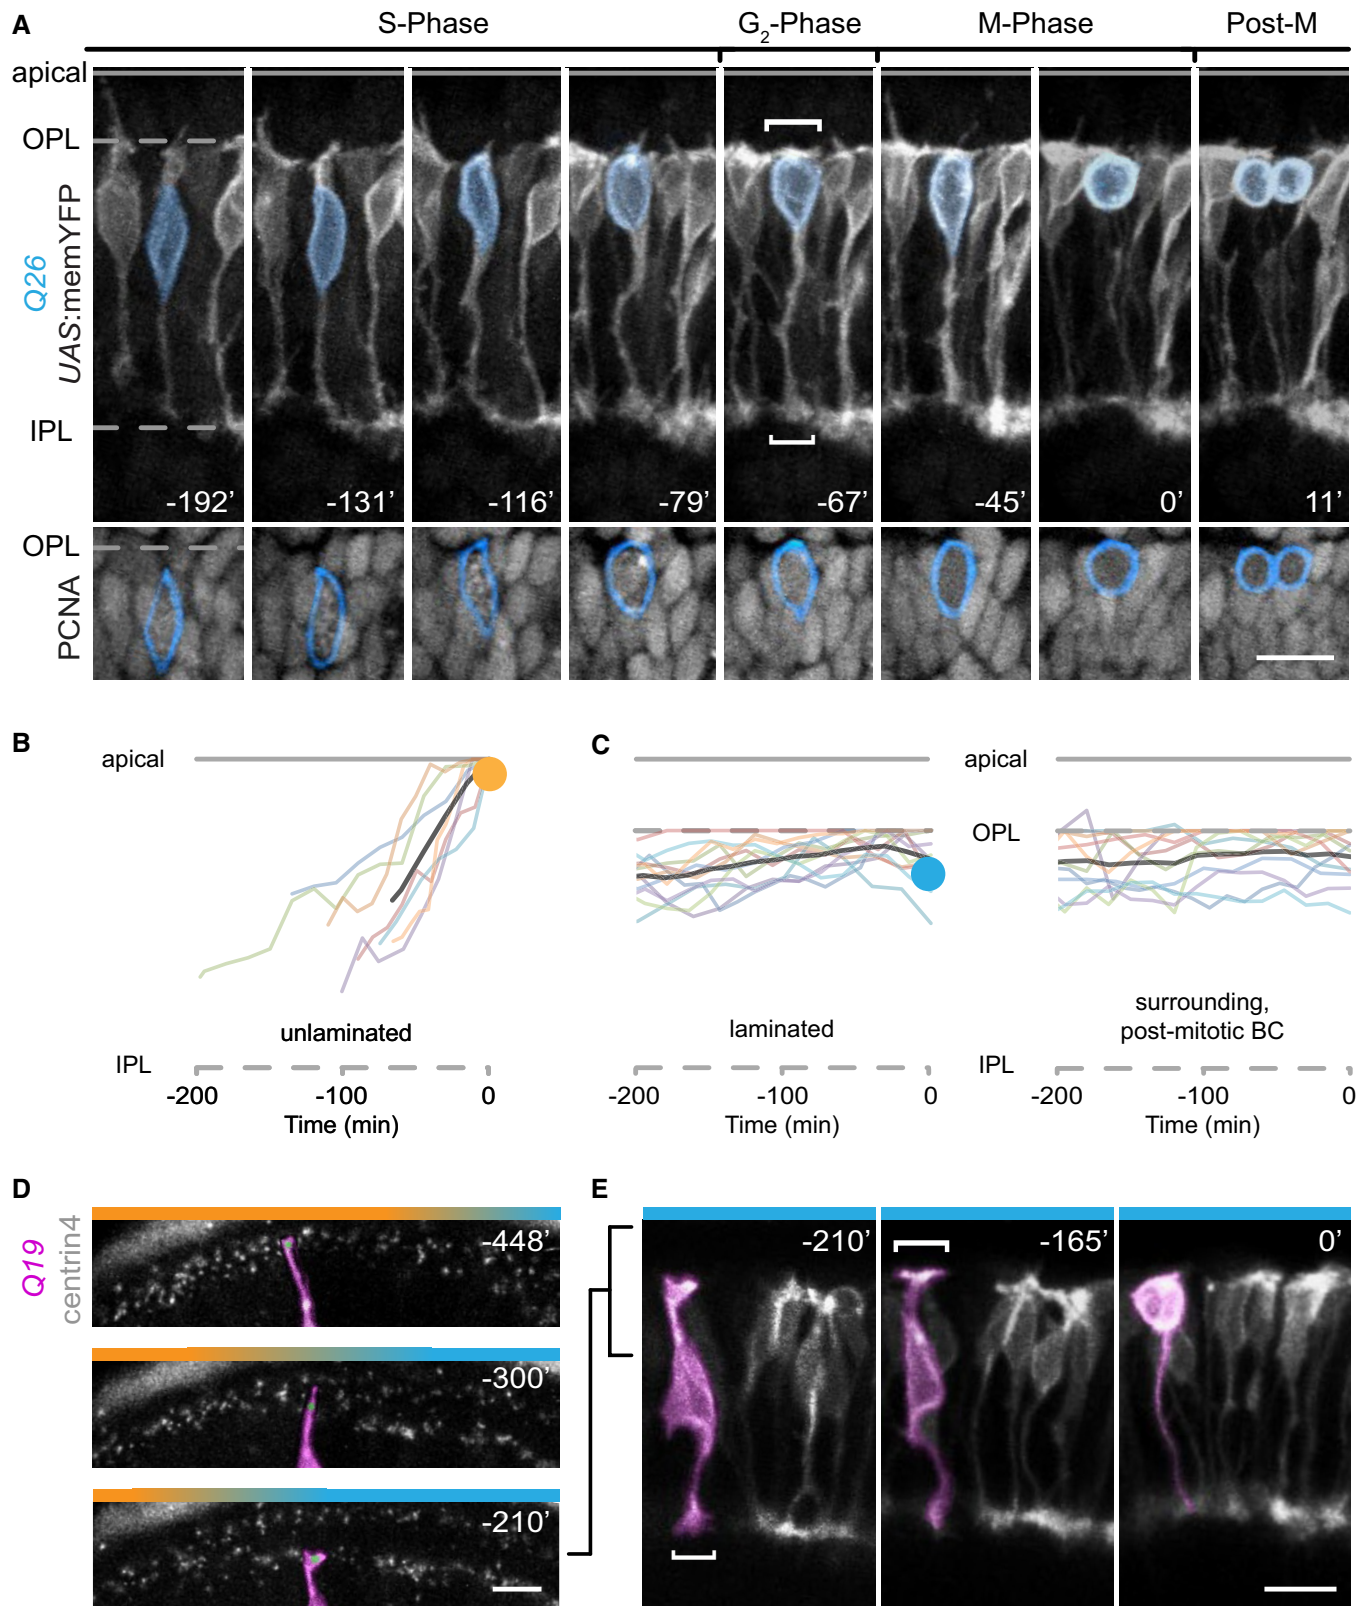 A
S-Phase
G2-Phase
M-Phase
Post-M
apical
OPL
Q26
UAS:memYFP
IPL
-192’
-131’
-116’
-79’
-67’
-45’
0’
11’
OPL
PCNA
B
apical
unlaminated
IPL
-200
-100
0
Time (min)
C
apical
OPL
laminated
surrounding,
post-mitotic BC
IPL
-200
-100
0
Time (min)
-200
-100
0
Time (min)
D
Q19
centrin4
-448’
-300’
-210’
E
-210’
-165’
0’